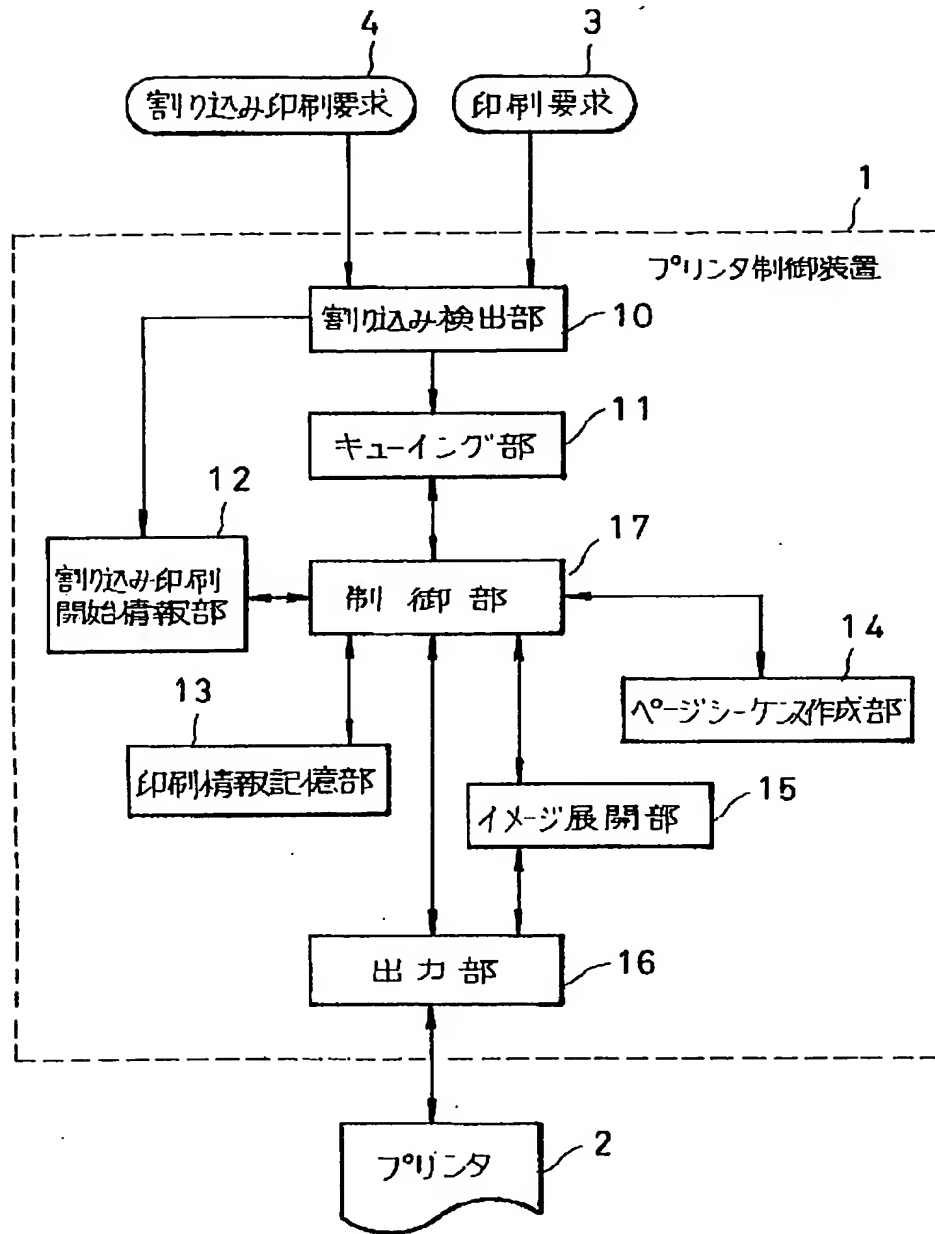 4
3
割り込み印刷要求
印刷要求
1
プリンタ制御装置
割り込み検出部
10
キューイング部
11
12
17
割り込み印刷
開始情報部
制御部
14
ページシーケンス作成部
13
印刷情報記憶部
イメージ展開部
15
出力部
16
プリンタ
2